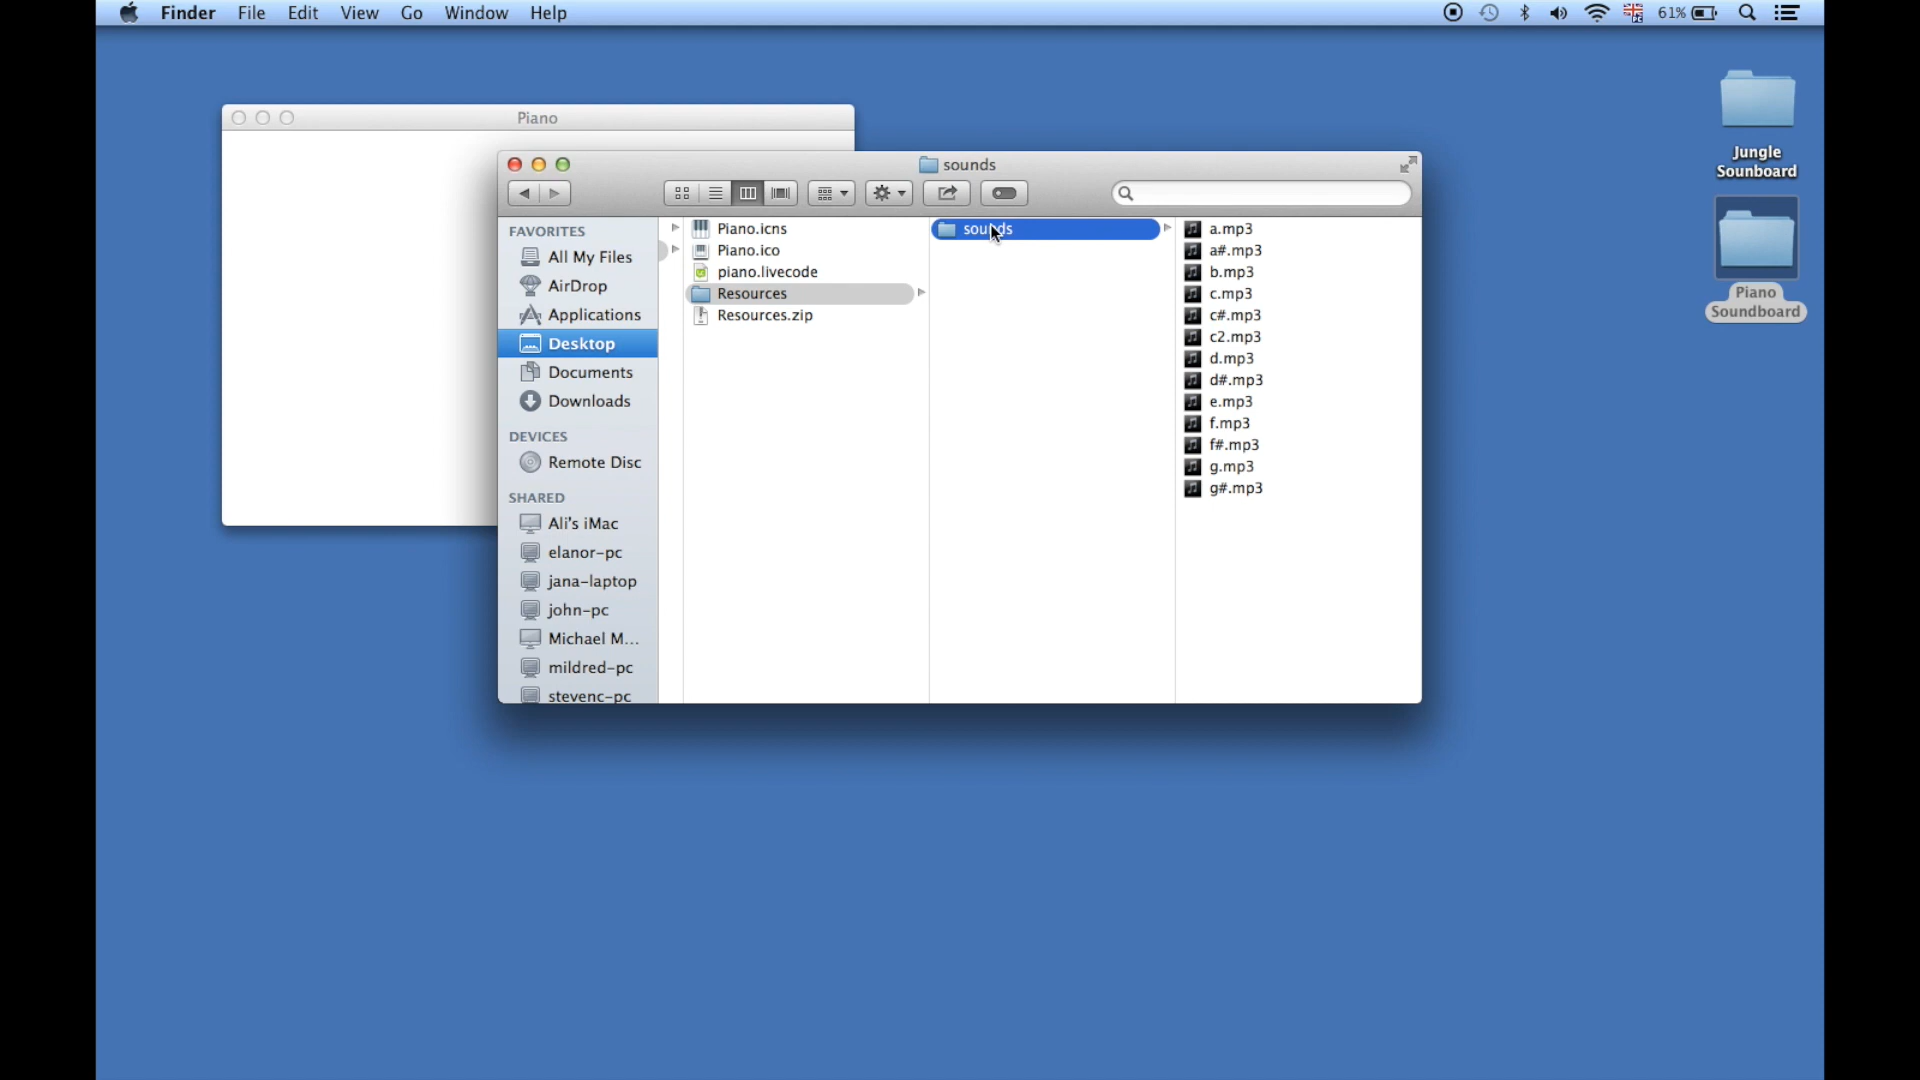 Finder File Edit View Go Window Help
61%
Piano
sounds
FAVORITES
All My Files
AirDrop
Applications
Desktop
Documents
Downloads
DEVICES
Remote Disc
SHARED
Ali's iMac
elanor-pc
jana-laptop
john-pc
Michael M...
mildred-pc
stevenc-pc
Piano.icns
Piano.ico
piano.livecode
Resources
Resources.zip
sounds
a.mp3
a#.mp3
b.mp3
c.mp3
c#.mp3
c2.mp3
d.mp3
d#.mp3
e.mp3
f.mp3
f#.mp3
g.mp3
g#.mp3
Jungle
Sounboard
Piano
Soundboard